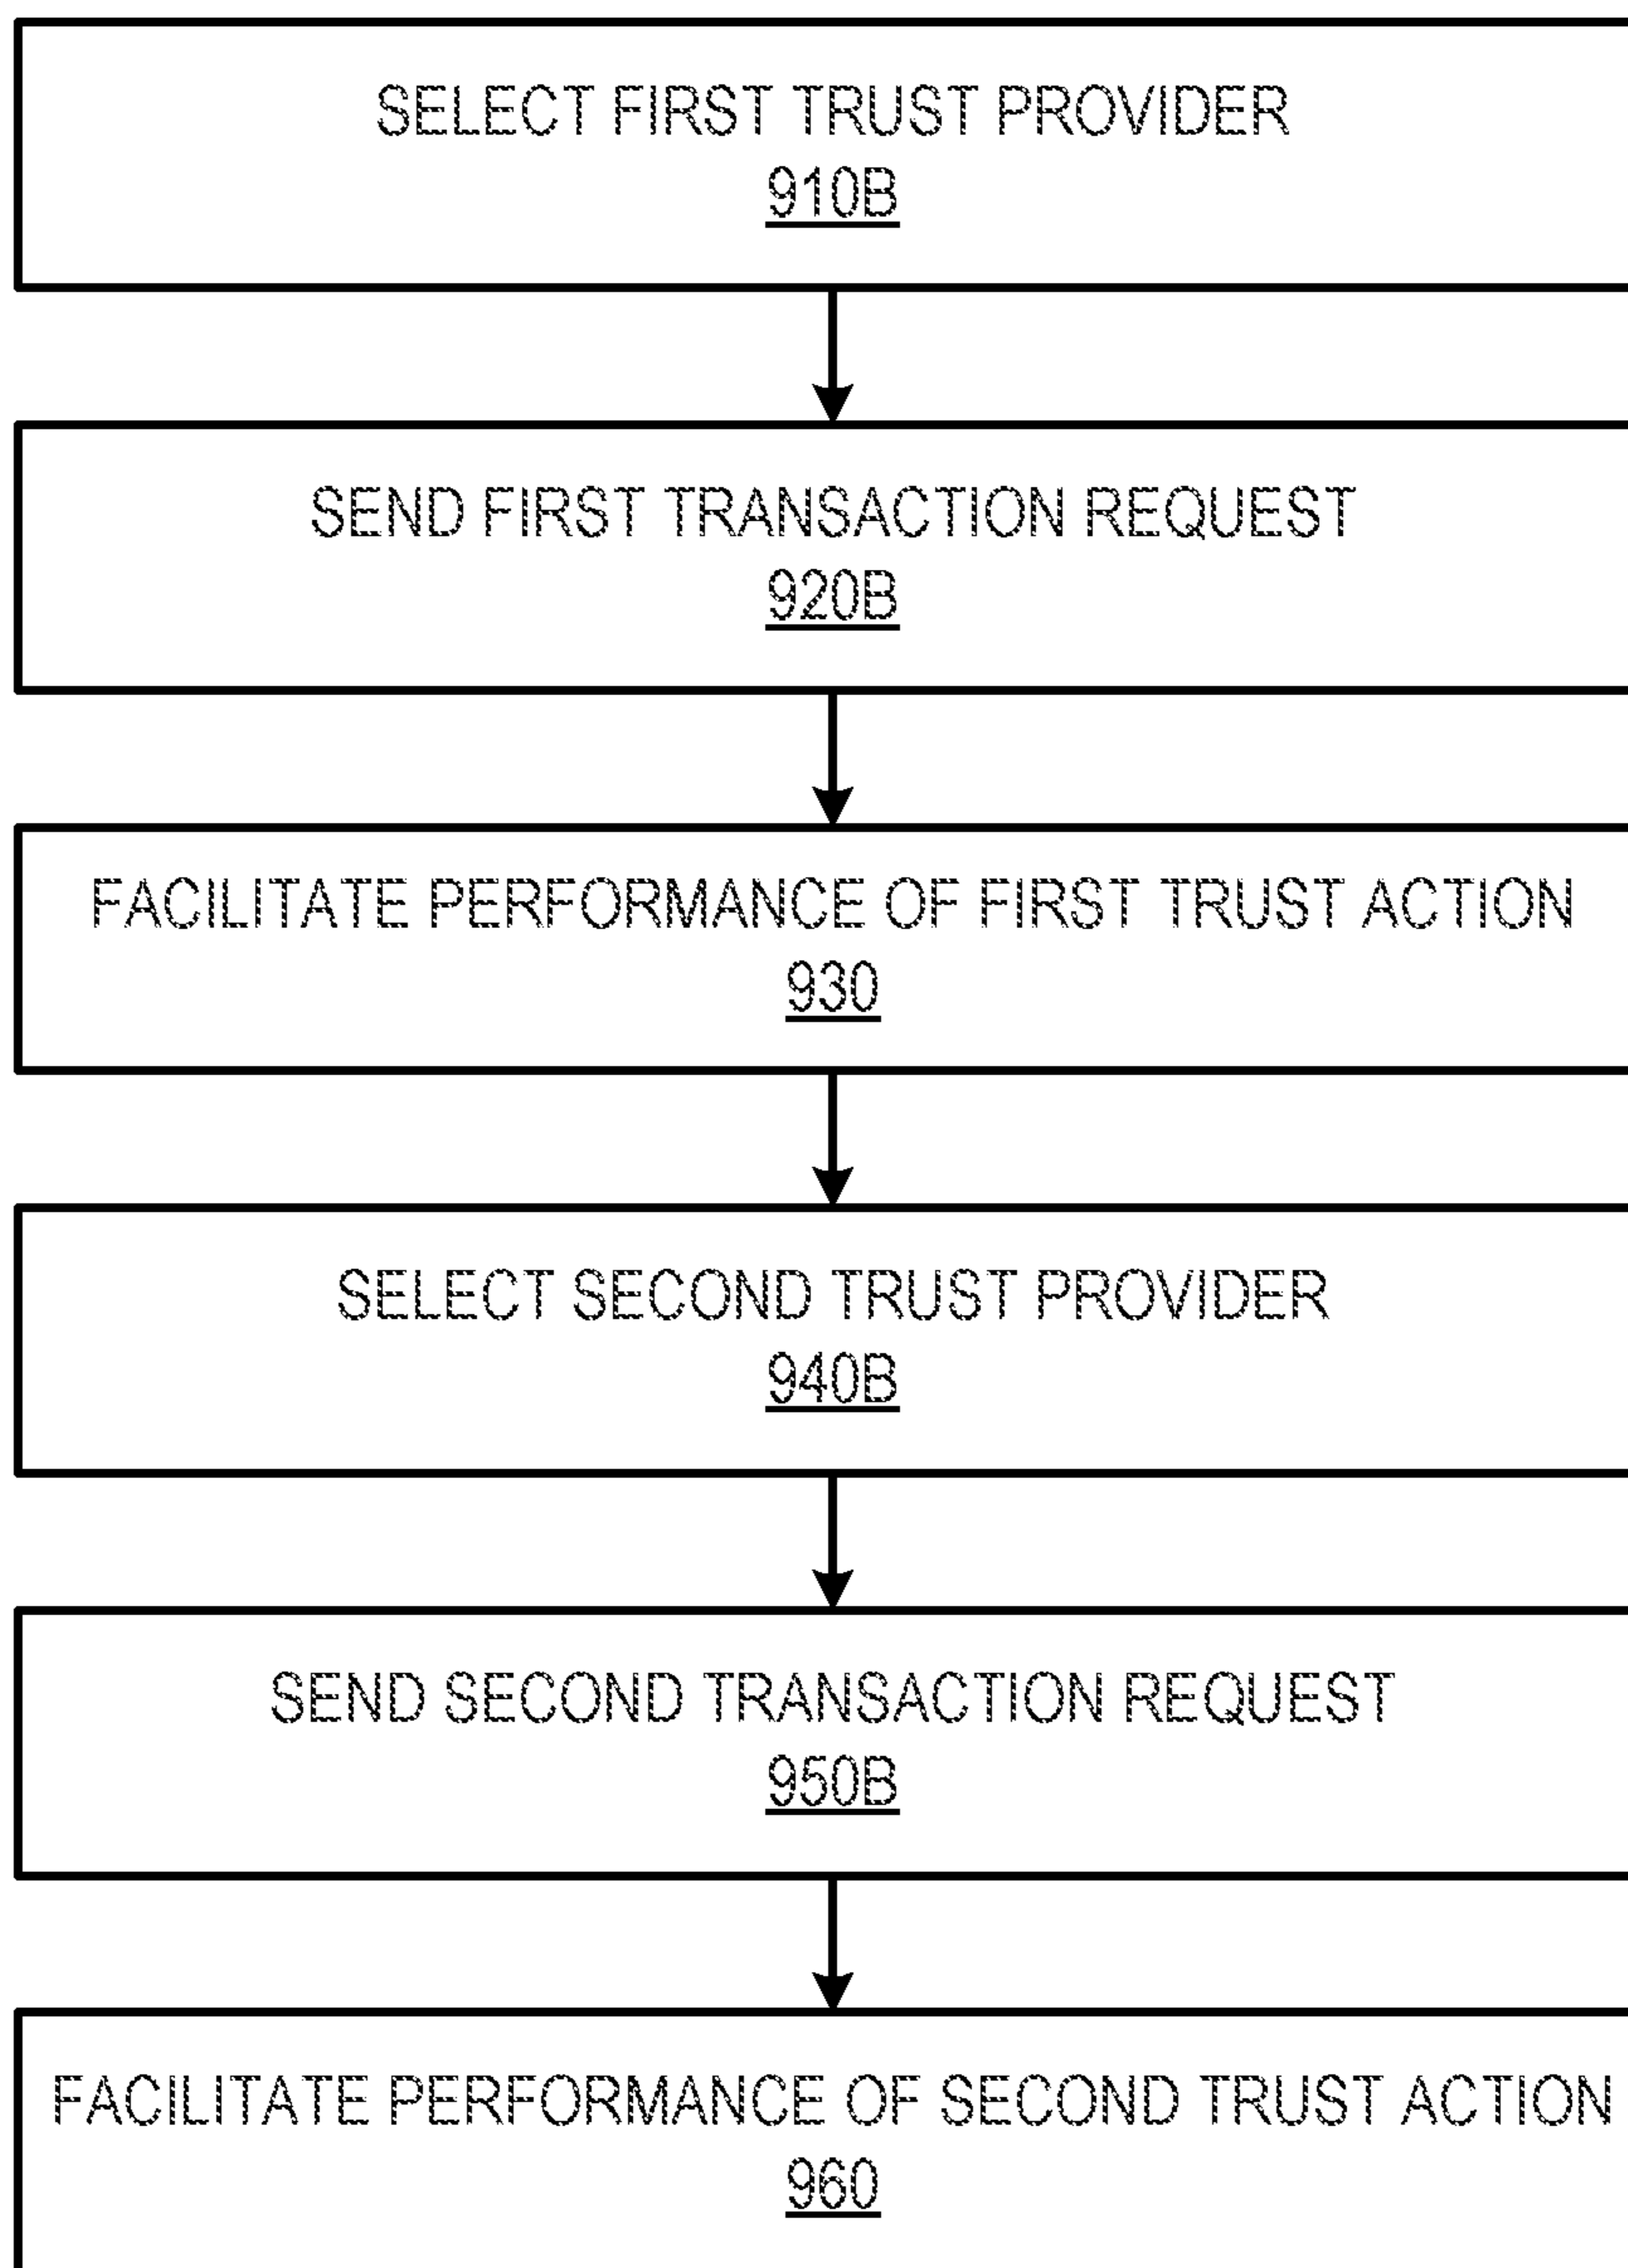 SELECT FIRST TRUST PROVIDER
910B
SEND FIRST TRANSACTION REQUEST
920B
FACILITATE PERFORMANCE OF FIRST TRUST ACTION
930
SELECT SECOND TRUST PROVIDER
940B
SEND SECOND TRANSACTION REQUEST
950B
FACILITATE PERFORMANCE OF SECOND TRUST ACTION
960